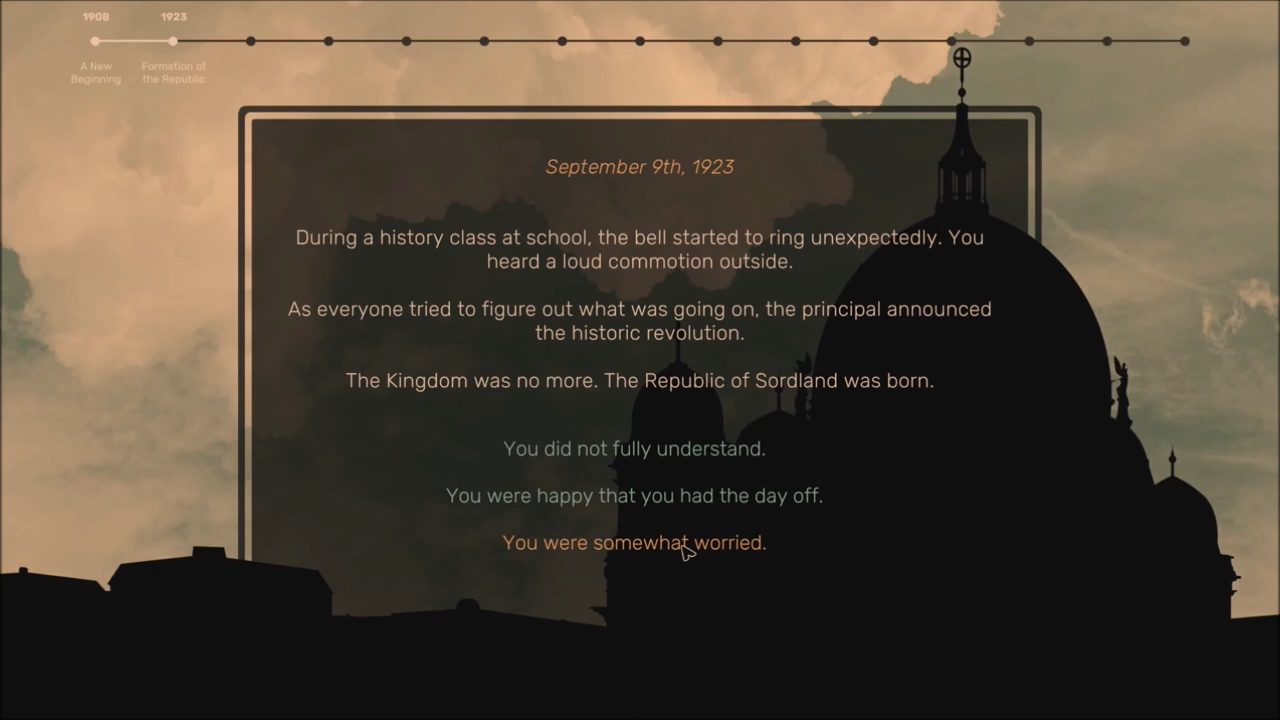 1908
1923
A New
Beginning
Formation of
the Republic
September 9th, 1923
During a history class at school, the bell started to ring unexpectedly. You
heard a loud commotion outside.
As everyone tried to figure out what was going on, the principal announced
the historic revolution.
The Kingdom was no more. The Republic of Sordland was born.
You did not fully understand.
You were happy that you had the day off.
You were somewhat worried.